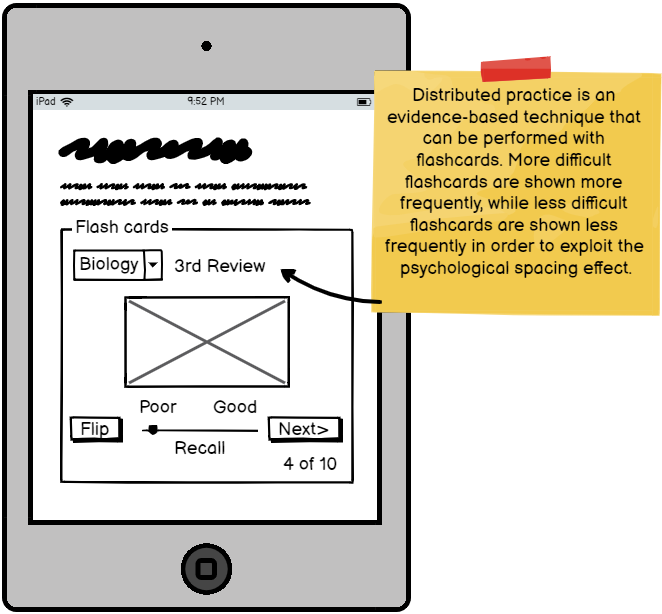 iPad
9:52 PM
Distributed practice is an
evidence-based technique that
can be performed with
flashcards. More difficult
flashcards are shown more
frequently, while less difficult
flashcards are shown less
frequently in order to exploit the
psychological spacing effect.
Flash cards
Biology
3rd Review
Poor
Good
Flip
Next>
Recall
4 of 10